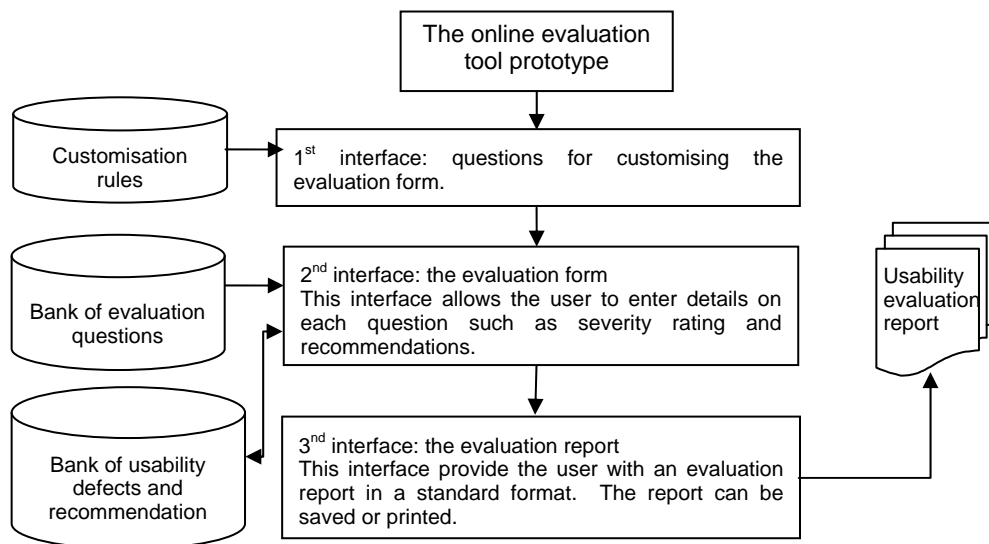 The online evaluation
tool prototype
Customisation
rules
1st interface: questions for customising the
evaluation form.
Bank of evaluation
questions
2nd interface: the evaluation form
This interface allows the user to enter details on
each question such as severity rating and
recommendations.
Usability
evaluation
report
Bank of usability
defects and
recommendation
3nd interface: the evaluation report
This interface provide the user with an evaluation
report in a standard format. The report can be
saved or printed.